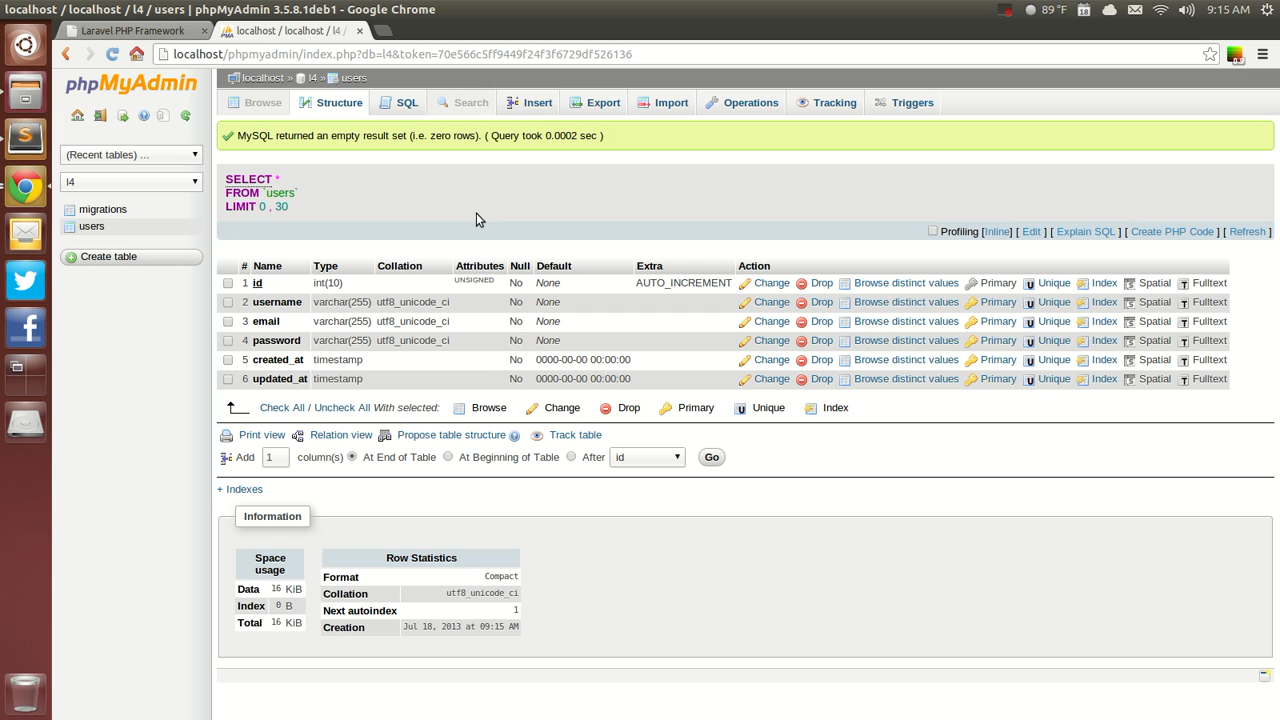 localhost / localhost / l4 / users | phpMyAdmin 3.5.8.1deb1 - Google Chrome
89°F
18
9:15 AM
Laravel PHP Framework ×
localhost / localhost / l4 / ×
localhost/phpmyadmin/index.php?db=l4&token=70e566c5ff9449f24f3f6729df526136
phpMyAdmin
(Recent tables) ...
l4
migrations
users
Create table
localhost » l4 » users
Browse Structure SQL Search Insert Export Import Operations Tracking Triggers
MySQL returned an empty result set (i.e. zero rows). ( Query took 0.0002 sec )
SELECT *
FROM `users`
LIMIT 0 , 30
Profiling [Inline] [ Edit ] [ Explain SQL ] [ Create PHP Code ] [ Refresh ]
# Name Type Collation Attributes Null Default Extra Action
1 id int(10) UNSIGNED No None AUTO_INCREMENT Change Drop Browse distinct values Primary Unique Index Spatial Fulltext
2 username varchar(255) utf8_unicode_ci No None Change Drop Browse distinct values Primary Unique Index Spatial Fulltext
3 email varchar(255) utf8_unicode_ci No None Change Drop Browse distinct values Primary Unique Index Spatial Fulltext
4 password varchar(255) utf8_unicode_ci No None Change Drop Browse distinct values Primary Unique Index Spatial Fulltext
5 created_at timestamp No 0000-00-00 00:00:00 Change Drop Browse distinct values Primary Unique Index Spatial Fulltext
6 updated_at timestamp No 0000-00-00 00:00:00 Change Drop Browse distinct values Primary Unique Index Spatial Fulltext
Check All / Uncheck All With selected: Browse Change Drop Primary Unique Index
Print view Relation view Propose table structure Track table
Add 1 column(s) At End of Table At Beginning of Table After id Go
+ Indexes
Information
Space usage
Data 16 KiB
Index 0 B
Total 16 KiB
Row Statistics
Format Compact
Collation utf8_unicode_ci
Next autoindex 1
Creation Jul 18, 2013 at 09:15 AM